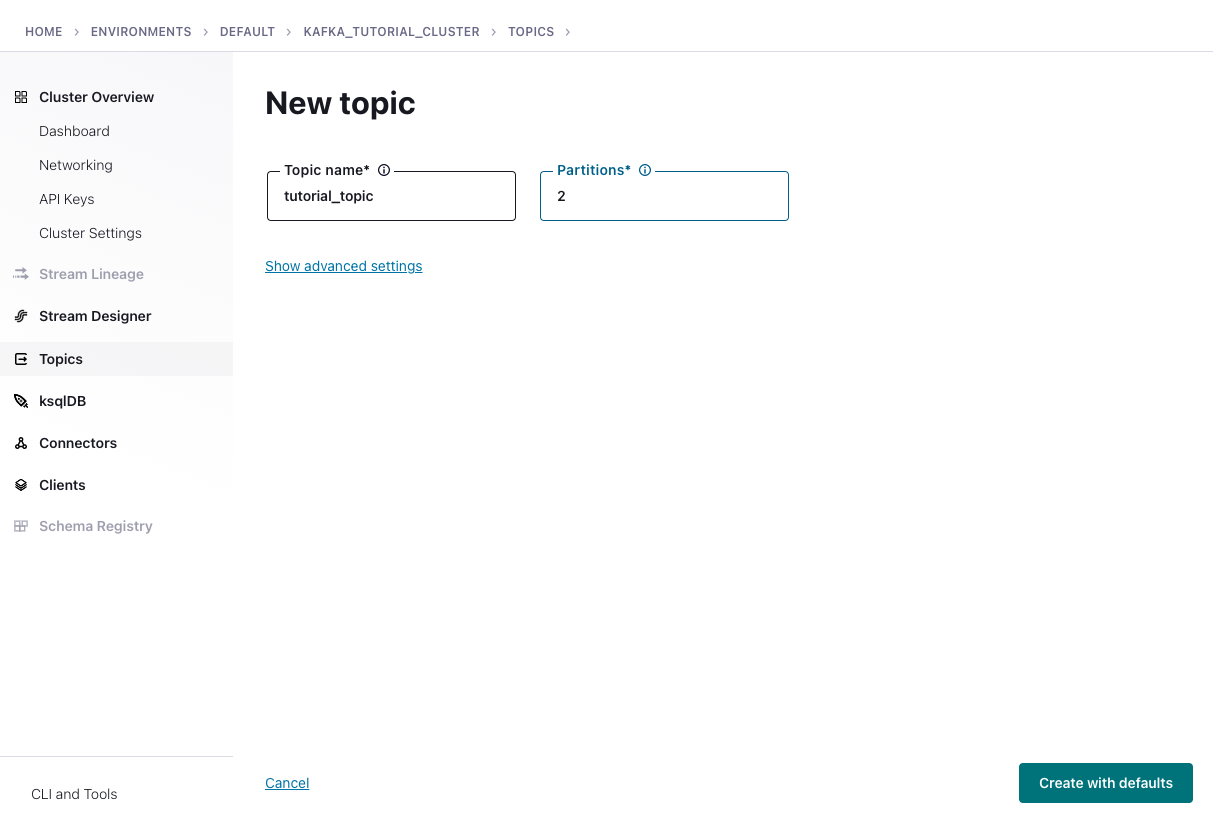 HOME > ENVIRONMENTS > DEFAULT > KAFKA_TUTORIAL_CLUSTER > TOPICS >
Cluster Overview
Dashboard
Networking
API Keys
Cluster Settings
Stream Lineage
Stream Designer
Topics
ksqlDB
Connectors
Clients
Schema Registry
CLI and Tools
New topic
Topic name*
tutorial_topic
Partitions*
2
Show advanced settings
Cancel
Create with defaults